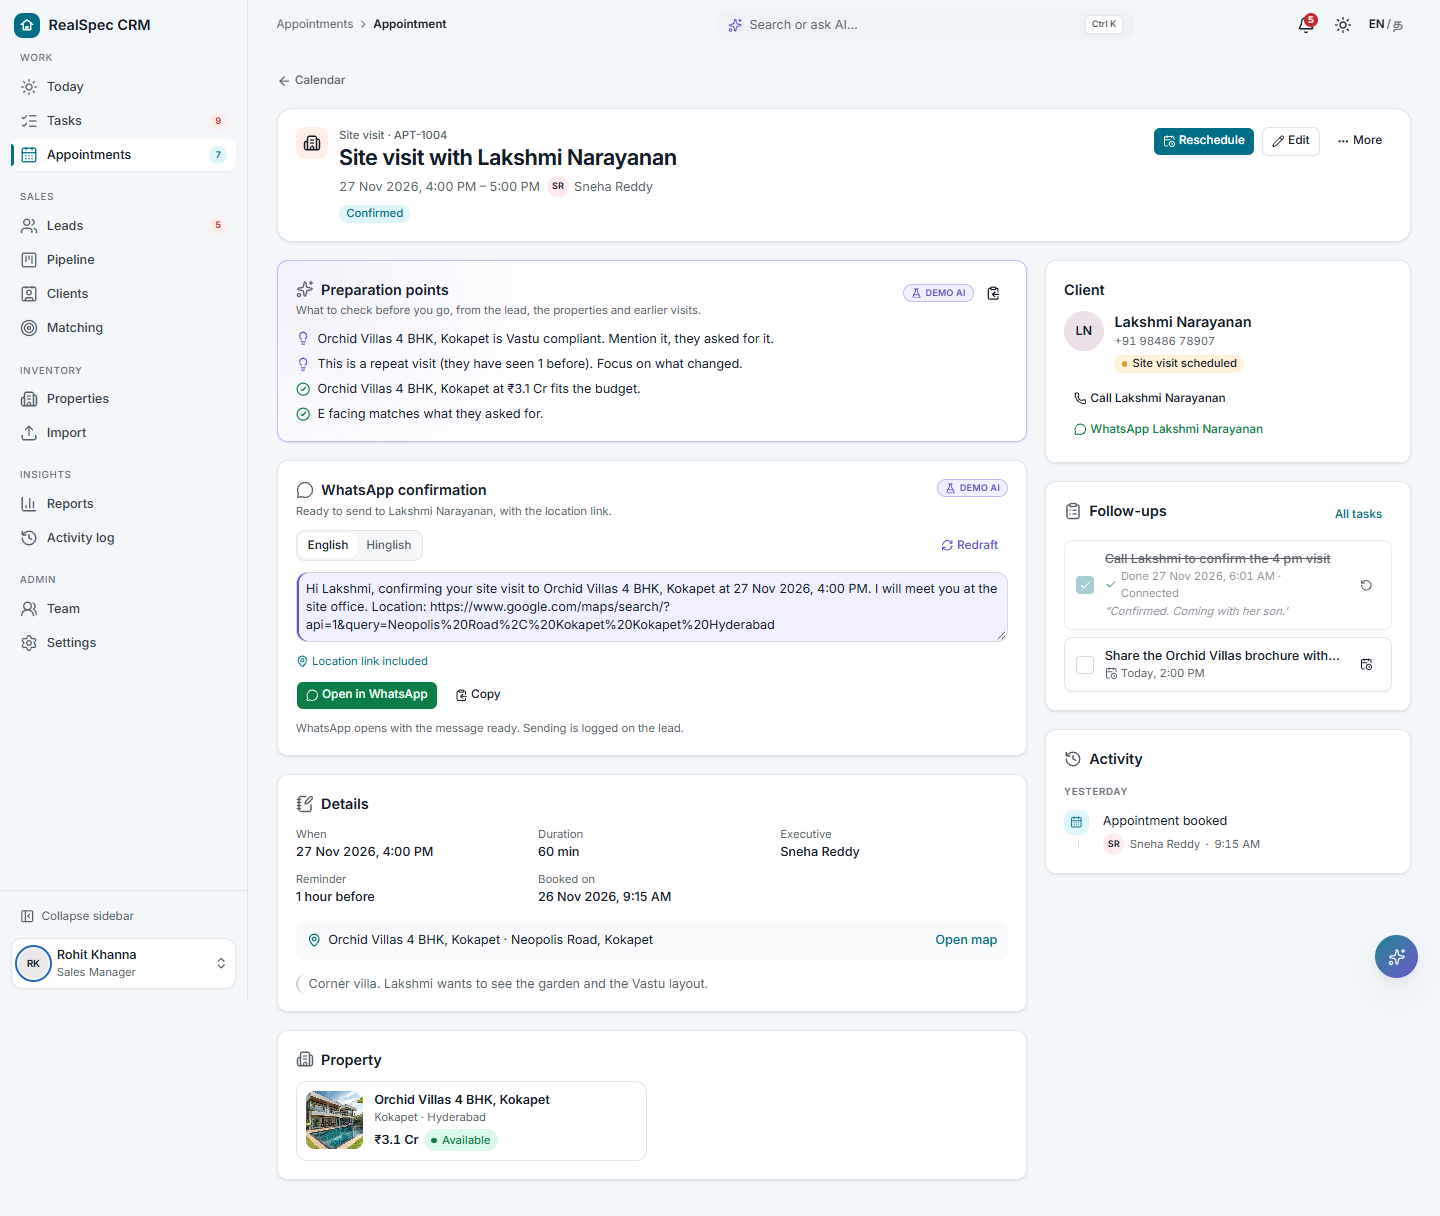 RealSpec CRM
WORK
Today
Tasks 9
Appointments 7
SALES
Leads 5
Pipeline
Clients
Matching
INVENTORY
Properties
Import
INSIGHTS
Reports
Activity log
ADMIN
Team
Settings
Collapse sidebar
RK Rohit Khanna
Sales Manager
Appointments > Appointment
Search or ask AI... Ctrl K
5
EN / த
Calendar
Site visit · APT-1004
Site visit with Lakshmi Narayanan
27 Nov 2026, 4:00 PM – 5:00 PM SR Sneha Reddy
Confirmed
Reschedule Edit More
Preparation points DEMO AI
What to check before you go, from the lead, the properties and earlier visits.
Orchid Villas 4 BHK, Kokapet is Vastu compliant. Mention it, they asked for it.
This is a repeat visit (they have seen 1 before). Focus on what changed.
Orchid Villas 4 BHK, Kokapet at ₹3.1 Cr fits the budget.
E facing matches what they asked for.
WhatsApp confirmation DEMO AI
Ready to send to Lakshmi Narayanan, with the location link.
English Hinglish Redraft
Hi Lakshmi, confirming your site visit to Orchid Villas 4 BHK, Kokapet at 27 Nov 2026, 4:00 PM. I will meet you at the
site office. Location: https://www.google.com/maps/search/?
api=1&query=Neopolis%20Road%2C%20Kokapet%20Kokapet%20Hyderabad
Location link included
Open in WhatsApp Copy
WhatsApp opens with the message ready. Sending is logged on the lead.
Details
When Duration Executive
27 Nov 2026, 4:00 PM 60 min Sneha Reddy
Reminder Booked on
1 hour before 26 Nov 2026, 9:15 AM
Orchid Villas 4 BHK, Kokapet · Neopolis Road, Kokapet Open map
Corner villa. Lakshmi wants to see the garden and the Vastu layout.
Property
Orchid Villas 4 BHK, Kokapet
Kokapet · Hyderabad
₹3.1 Cr Available
Client
LN Lakshmi Narayanan
+91 98486 78907
Site visit scheduled
Call Lakshmi Narayanan
WhatsApp Lakshmi Narayanan
Follow-ups All tasks
Call Lakshmi to confirm the 4 pm visit
Done 27 Nov 2026, 6:01 AM ·
Connected
“Confirmed. Coming with her son.”
Share the Orchid Villas brochure with...
Today, 2:00 PM
Activity
YESTERDAY
Appointment booked
SR Sneha Reddy · 9:15 AM